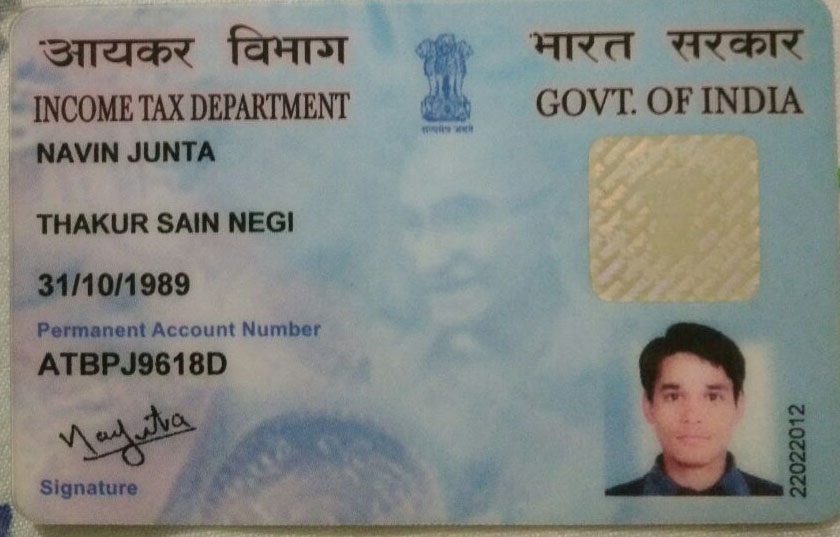 आयकर विभाग
भारत सरकार
INCOME TAX DEPARTMENT
GOVT. OF INDIA
सत्यमेव जयते
NAVIN JUNTA
THAKUR SAIN NEGI
31/10/1989
Permanent Account Number
ATBPJ9618D
Signature
22022012